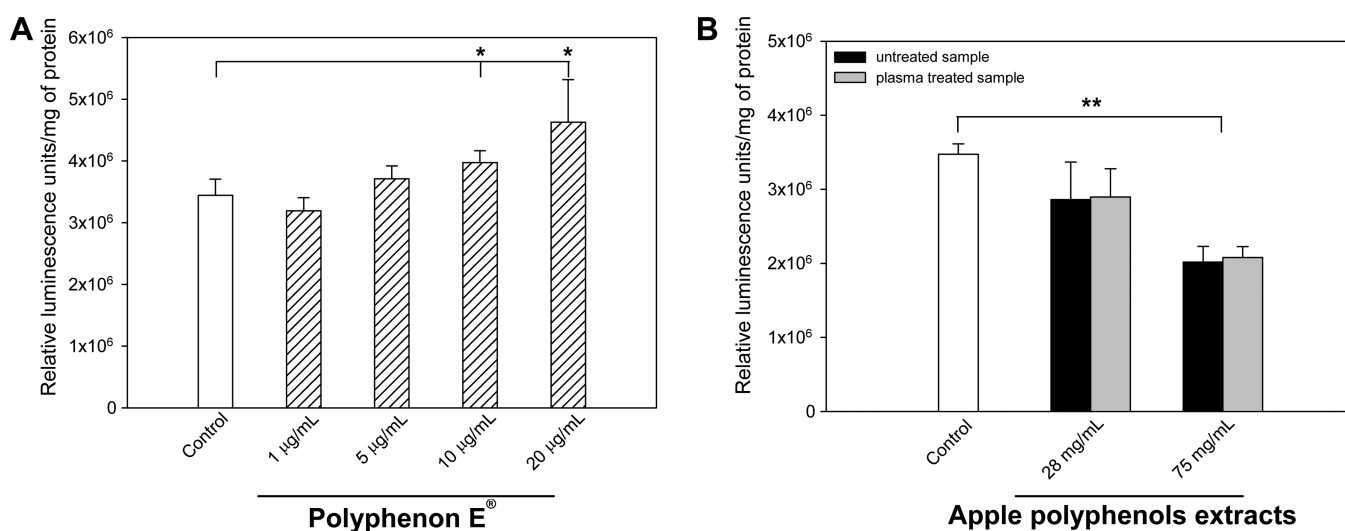 A
Relative luminescence units/mg of protein
6x10⁶
5x10⁶
4x10⁶
3x10⁶
2x10⁶
1x10⁶
0
*
*
Control
1 µg/mL
5 µg/mL
10 µg/mL
20 µg/mL
Polyphenon E®
B
Relative luminescence units/mg of protein
5x10⁶
4x10⁶
3x10⁶
2x10⁶
1x10⁶
0
untreated sample
plasma treated sample
**
Control
28 mg/mL
75 mg/mL
Apple polyphenols extracts